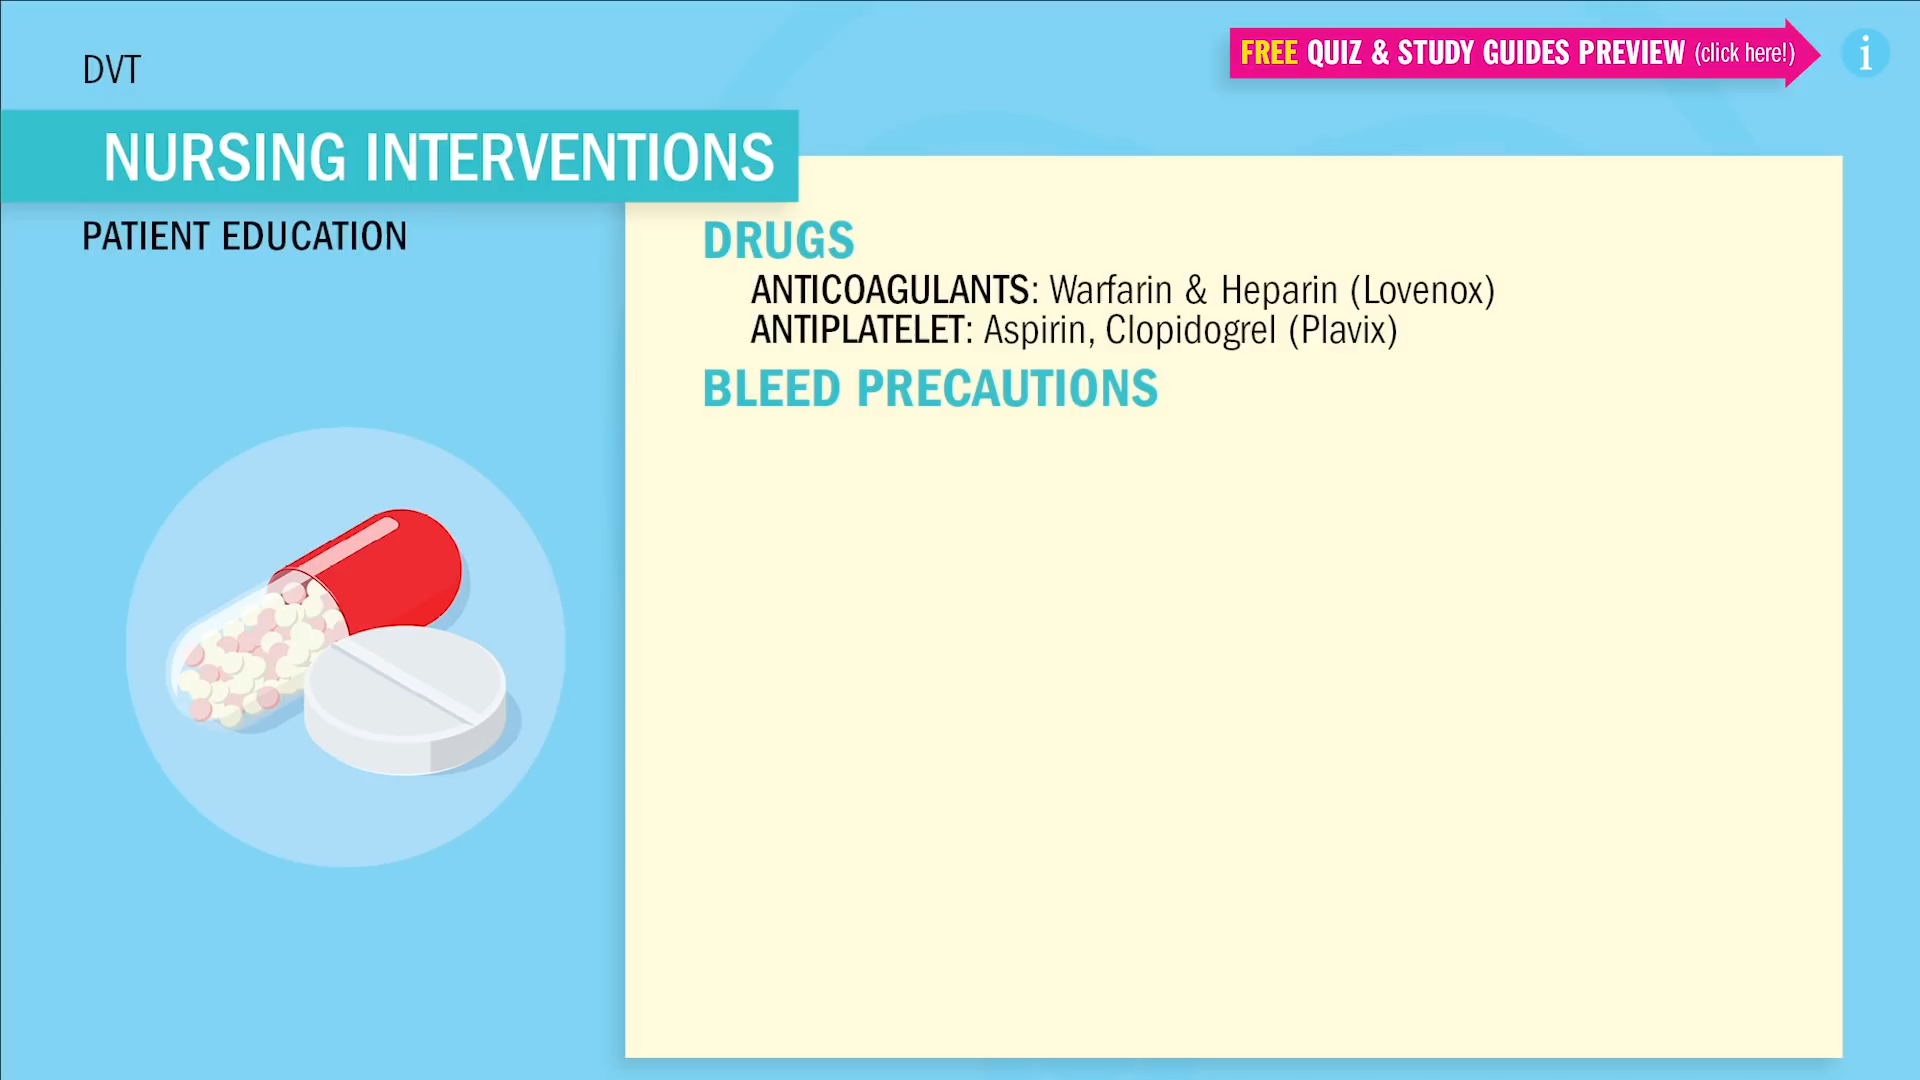 DVT
FREE QUIZ & STUDY GUIDES PREVIEW (click here!)
i
NURSING INTERVENTIONS
PATIENT EDUCATION
DRUGS
ANTICOAGULANTS: Warfarin & Heparin (Lovenox)
ANTIPLATELET: Aspirin, Clopidogrel (Plavix)
BLEED PRECAUTIONS